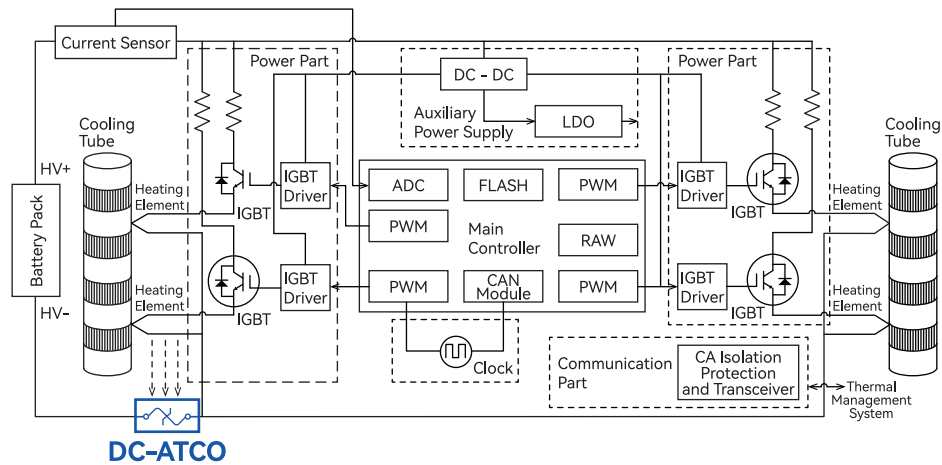 Current Sensor
Power Part
DC – DC
Auxiliary
Power Supply
LDO
Power Part
Cooling
Tube
HV+
Battery Pack
HV-
Heating
Element
Heating
Element
IGBT
IGBT
Driver
IGBT
IGBT
Driver
ADC
FLASH
PWM
PWM
Main
Controller
RAW
PWM
CAN
Module
PWM
Clock
IGBT
Driver
IGBT
IGBT
Driver
IGBT
Cooling
Tube
Heating
Element
Heating
Element
Communication
Part
CA Isolation
Protection
and Transceiver
Thermal
Management
System
DC-ATCO